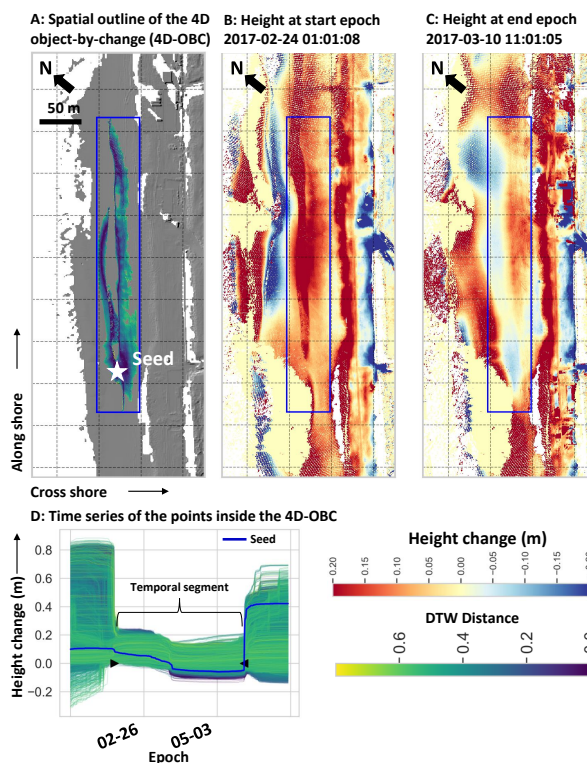 A: Spatial outline of the 4D
object-by-change (4D-OBC)
B: Height at start epoch
2017-02-24 01:01:08
C: Height at end epoch
2017-03-10 11:01:05
N
50 m
Seed
N
N
Along shore
Cross shore
D: Time series of the points inside the 4D-OBC
Height change (m)
0.8
0.6
0.4
0.2
0.0
−0.2
Seed
Temporal segment
02-26
05-03
Epoch
Height change (m)
0.20
0.15
0.10
0.05
0.00
-0.05
-0.10
-0.15
DTW Distance
0.6
0.4
0.2